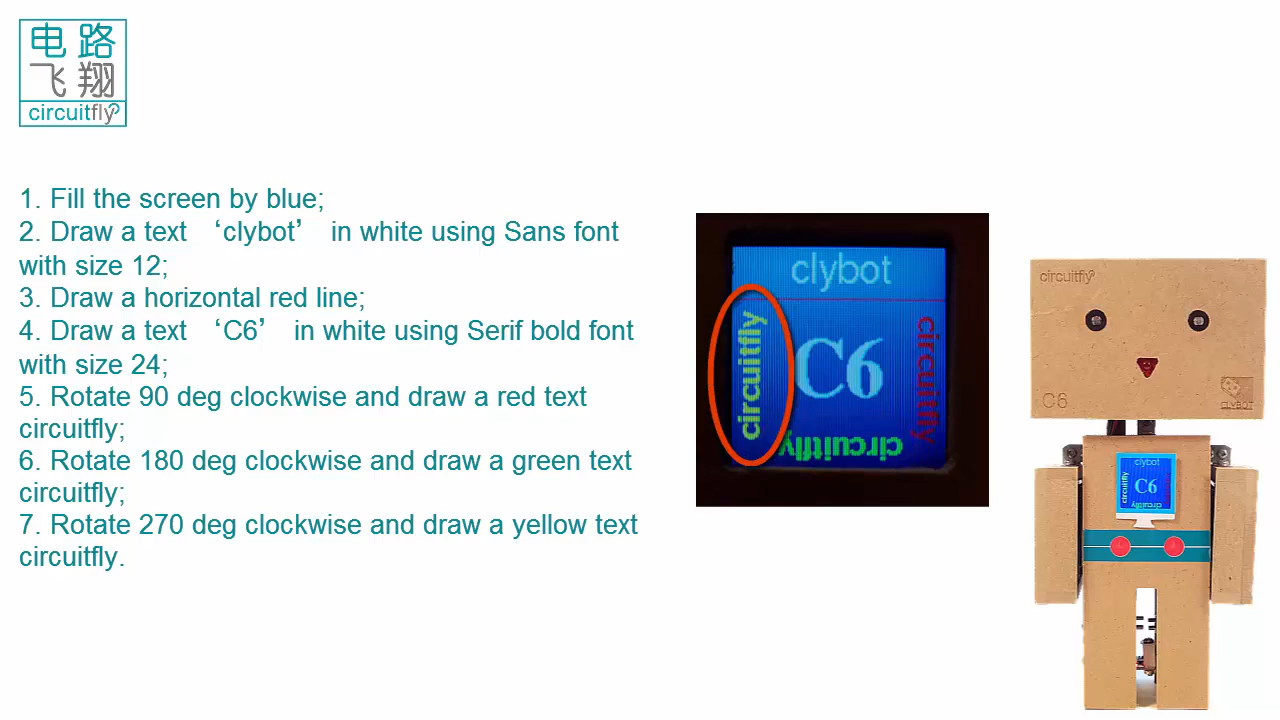 电路
飞翔
circuitfly
1. Fill the screen by blue;
2. Draw a text ‘clybot’ in white using Sans font
with size 12;
3. Draw a horizontal red line;
4. Draw a text ‘C6’ in white using Serif bold font
with size 24;
5. Rotate 90 deg clockwise and draw a red text
circuitfly;
6. Rotate 180 deg clockwise and draw a green text
circuitfly;
7. Rotate 270 deg clockwise and draw a yellow text
circuitfly.
clybot
circuitfly
C6
circuitfly
circuitfly
circuitfly
C6
CLYBOT
clybot
circuitfly
C6
circuitfly